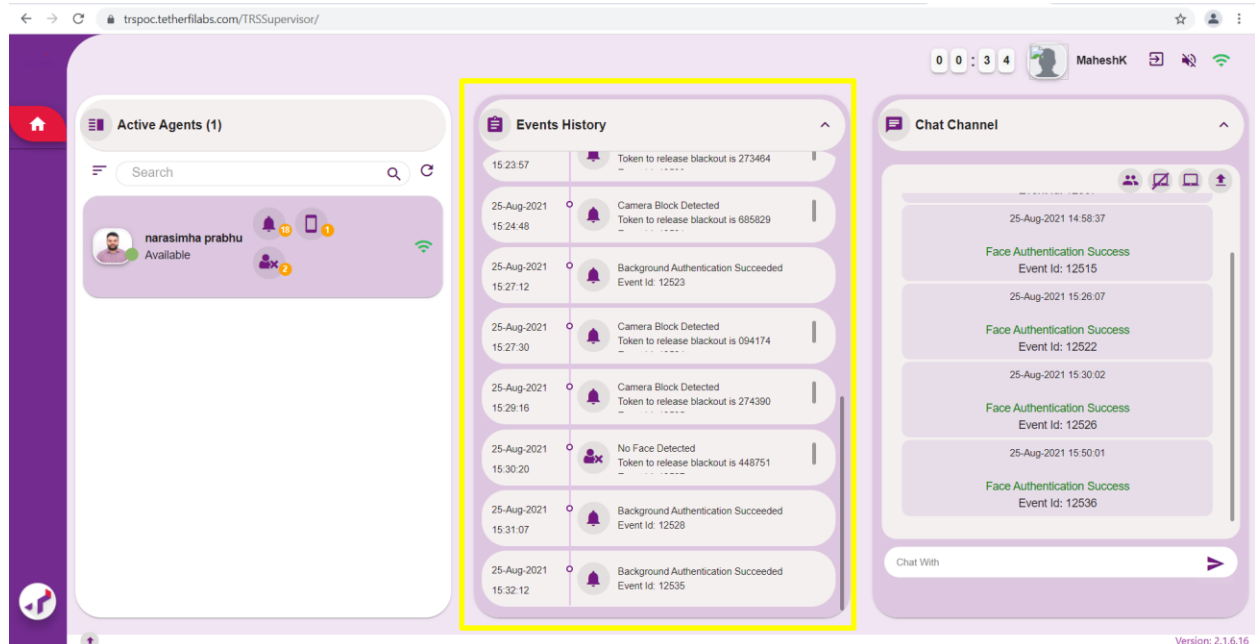 trspoc.tetherfilabs.com/TRSSupervisor/
0 0 : 3 4
MaheshK
Active Agents (1)
Search
narasimha prabhu
Available
18
1
2
Events History
15:23:57
Token to release blackout is 273464
25-Aug-2021
15:24:48
Camera Block Detected
Token to release blackout is 685829
25-Aug-2021
15:27:12
Background Authentication Succeeded
Event Id: 12523
25-Aug-2021
15:27:30
Camera Block Detected
Token to release blackout is 094174
25-Aug-2021
15:29:16
Camera Block Detected
Token to release blackout is 274390
25-Aug-2021
15:30:20
No Face Detected
Token to release blackout is 448751
25-Aug-2021
15:31:07
Background Authentication Succeeded
Event Id: 12528
25-Aug-2021
15:32:12
Background Authentication Succeeded
Event Id: 12535
Chat Channel
25-Aug-2021 14:58:37
Face Authentication Success
Event Id: 12515
25-Aug-2021 15:26:07
Face Authentication Success
Event Id: 12522
25-Aug-2021 15:30:02
Face Authentication Success
Event Id: 12526
25-Aug-2021 15:50:01
Face Authentication Success
Event Id: 12536
Chat With
Version: 2.1.6.16